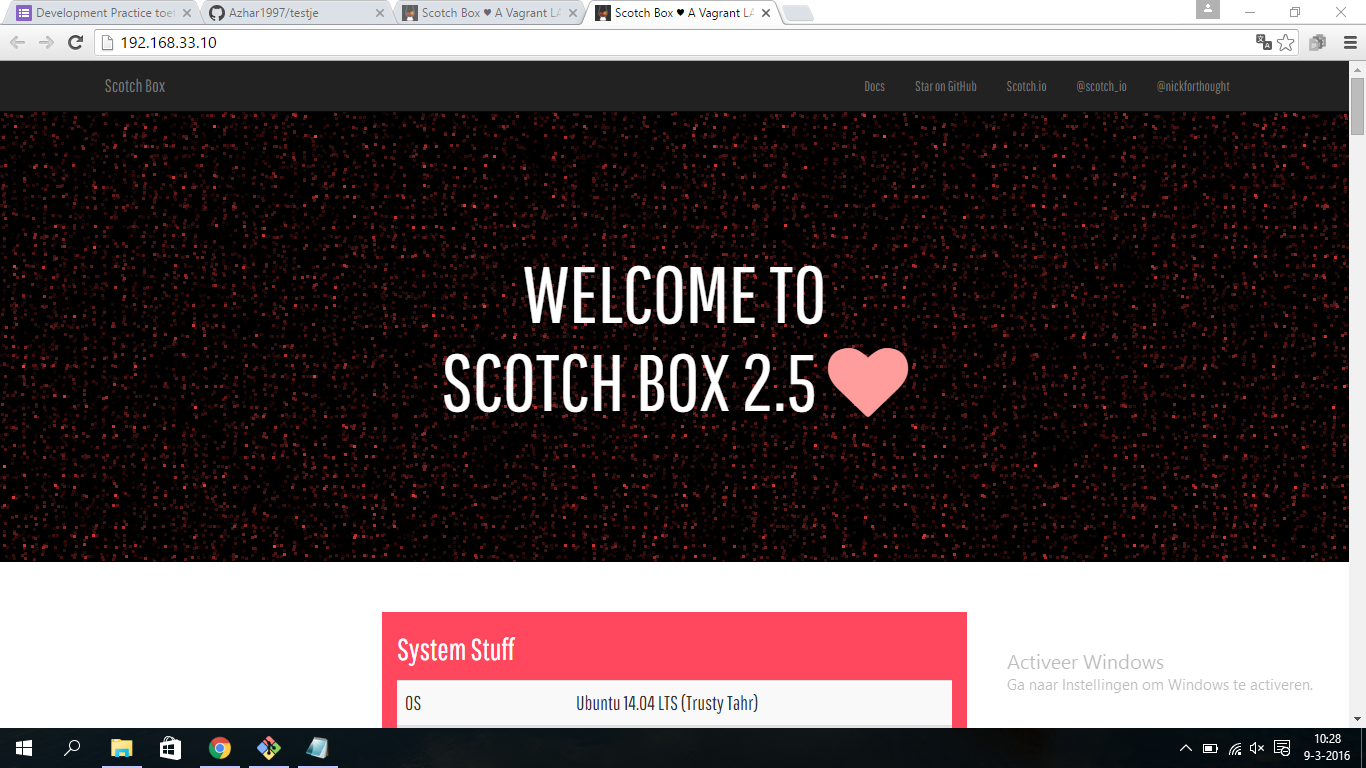 Development Practice toet
Azhar1997/testje
Scotch Box ♥ A Vagrant LA
Scotch Box ♥ A Vagrant LA
192.168.33.10
Scotch Box
Docs
Star on GitHub
Scotch.io
@scotch_io
@nickforthought
WELCOME TO
SCOTCH BOX 2.5
System Stuff
OS Ubuntu 14.04 LTS (Trusty Tahr)
Activeer Windows
Ga naar Instellingen om Windows te activeren.
10:28
9-3-2016